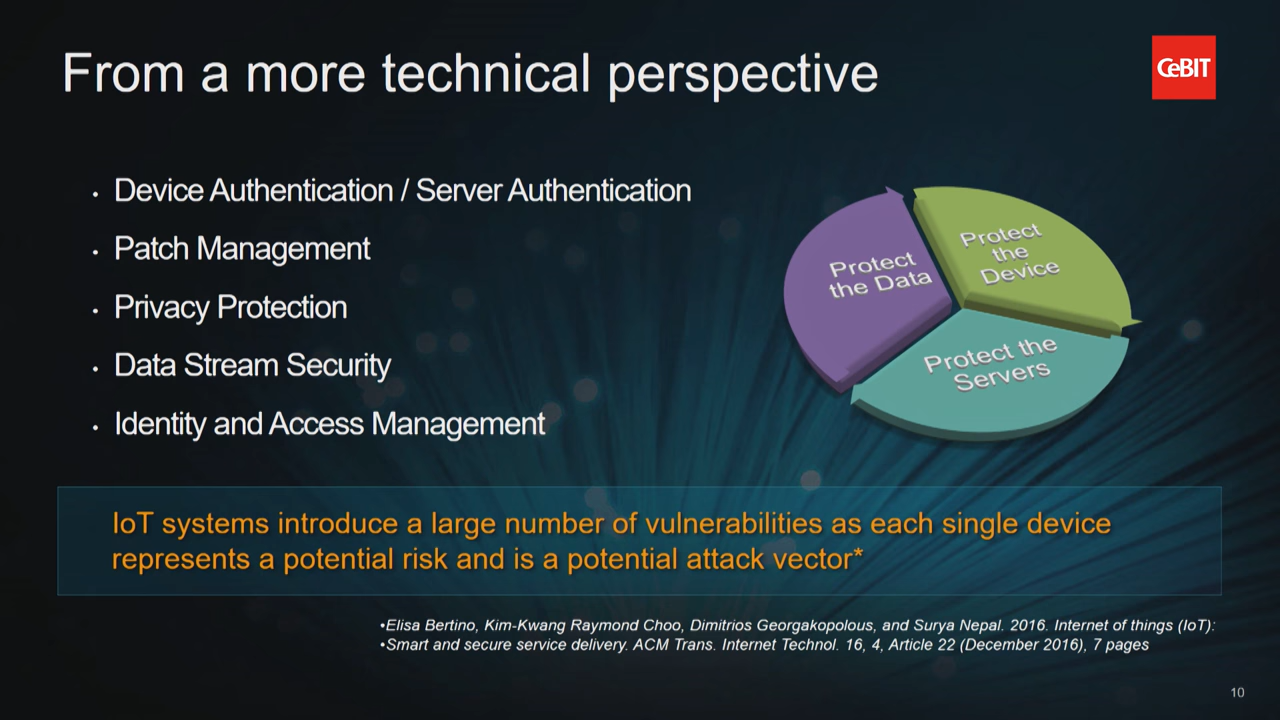 From a more technical perspective
CeBIT
• Device Authentication / Server Authentication
• Patch Management
• Privacy Protection
• Data Stream Security
• Identity and Access Management
Protect
the Data
Protect
the
Device
Protect the
Servers
IoT systems introduce a large number of vulnerabilities as each single device
represents a potential risk and is a potential attack vector*
•Elisa Bertino, Kim-Kwang Raymond Choo, Dimitrios Georgakopolous, and Surya Nepal. 2016. Internet of things (IoT):
•Smart and secure service delivery. ACM Trans. Internet Technol. 16, 4, Article 22 (December 2016), 7 pages
10